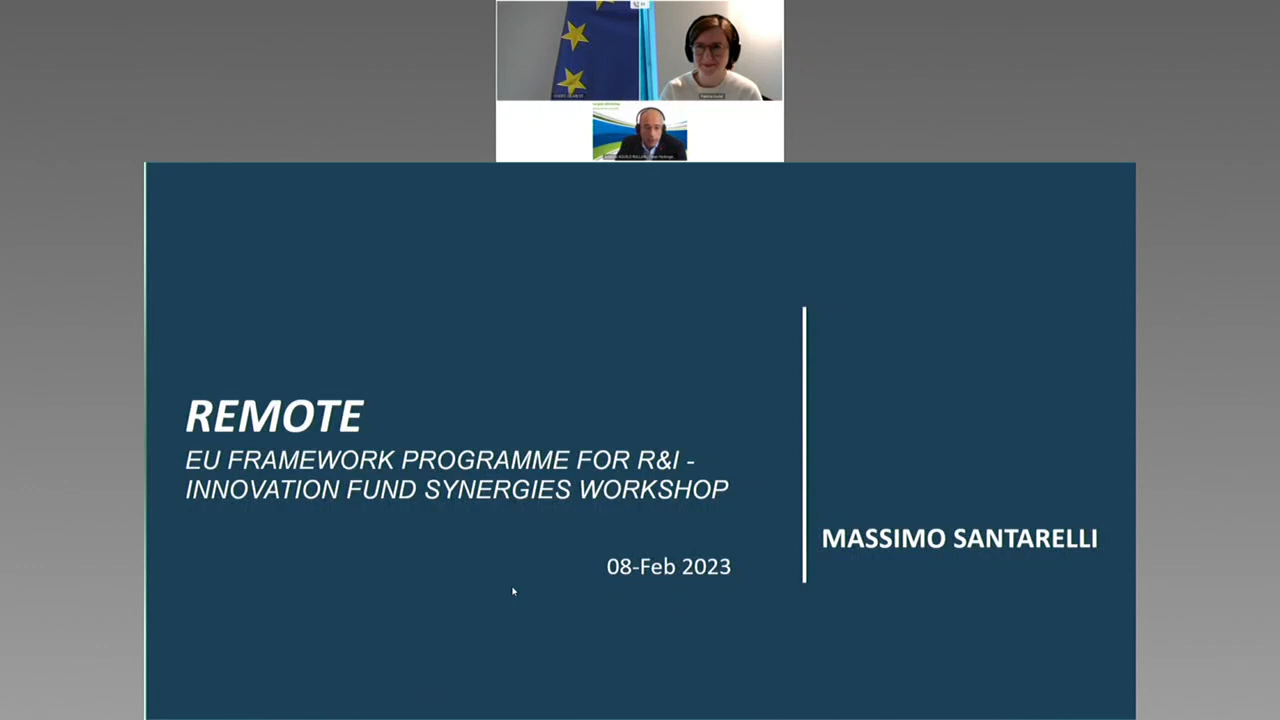 REMOTE
EU FRAMEWORK PROGRAMME FOR R&I -
INNOVATION FUND SYNERGIES WORKSHOP
08-Feb 2023
MASSIMO SANTARELLI